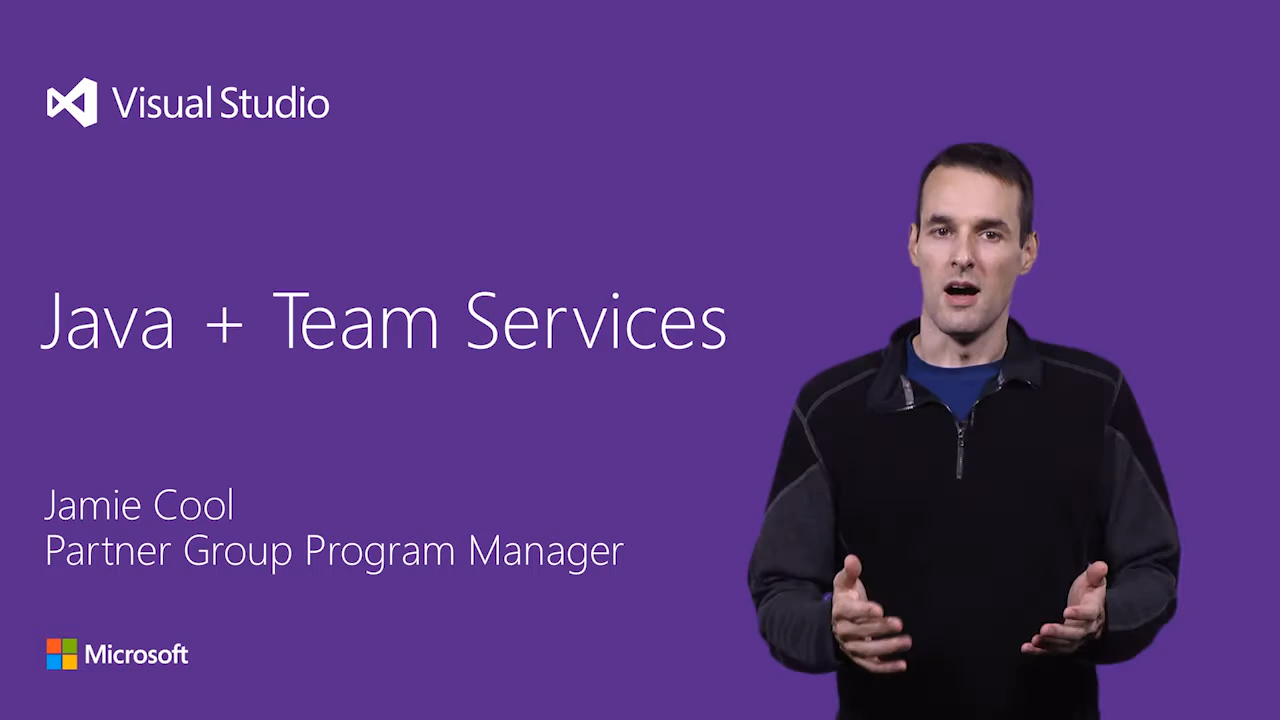 Visual Studio
Java + Team Services
Jamie Cool
Partner Group Program Manager
Microsoft